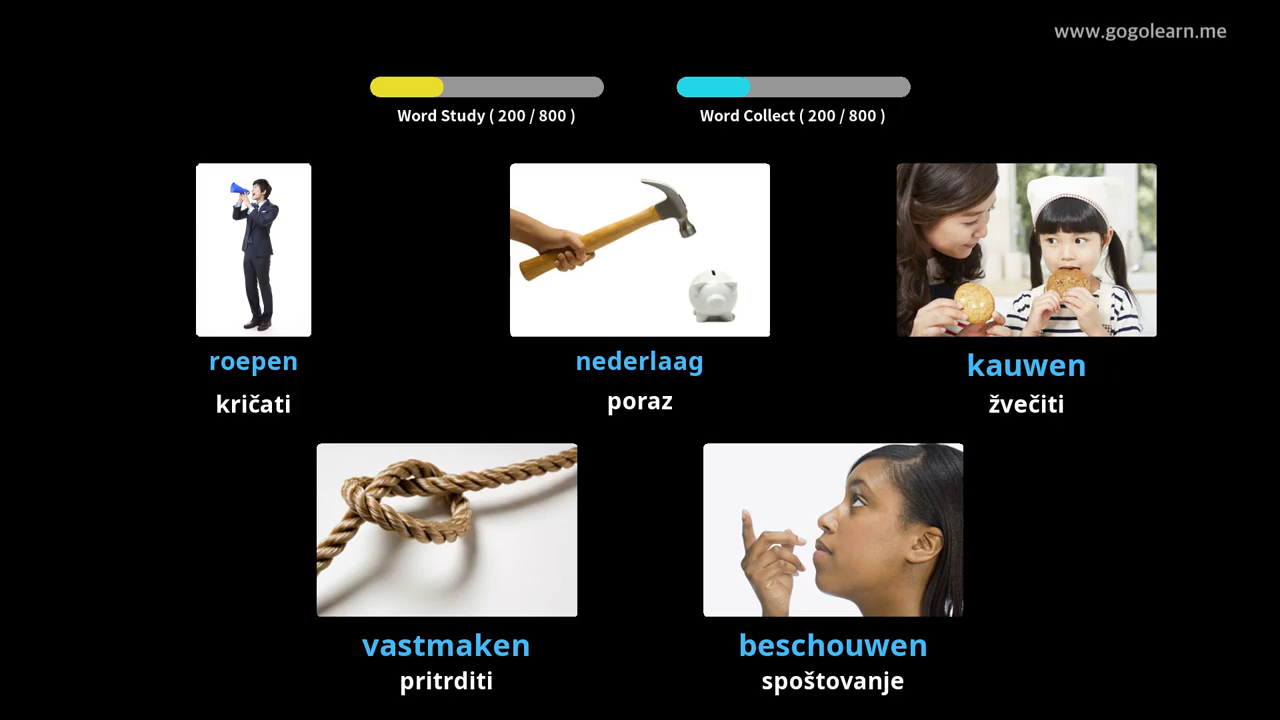 www.gogolearn.me
Word Study ( 200 / 800 )
Word Collect ( 200 / 800 )
roepen
kričati
nederlaag
poraz
kauwen
žvečiti
vastmaken
pritrditi
beschouwen
spoštovanje